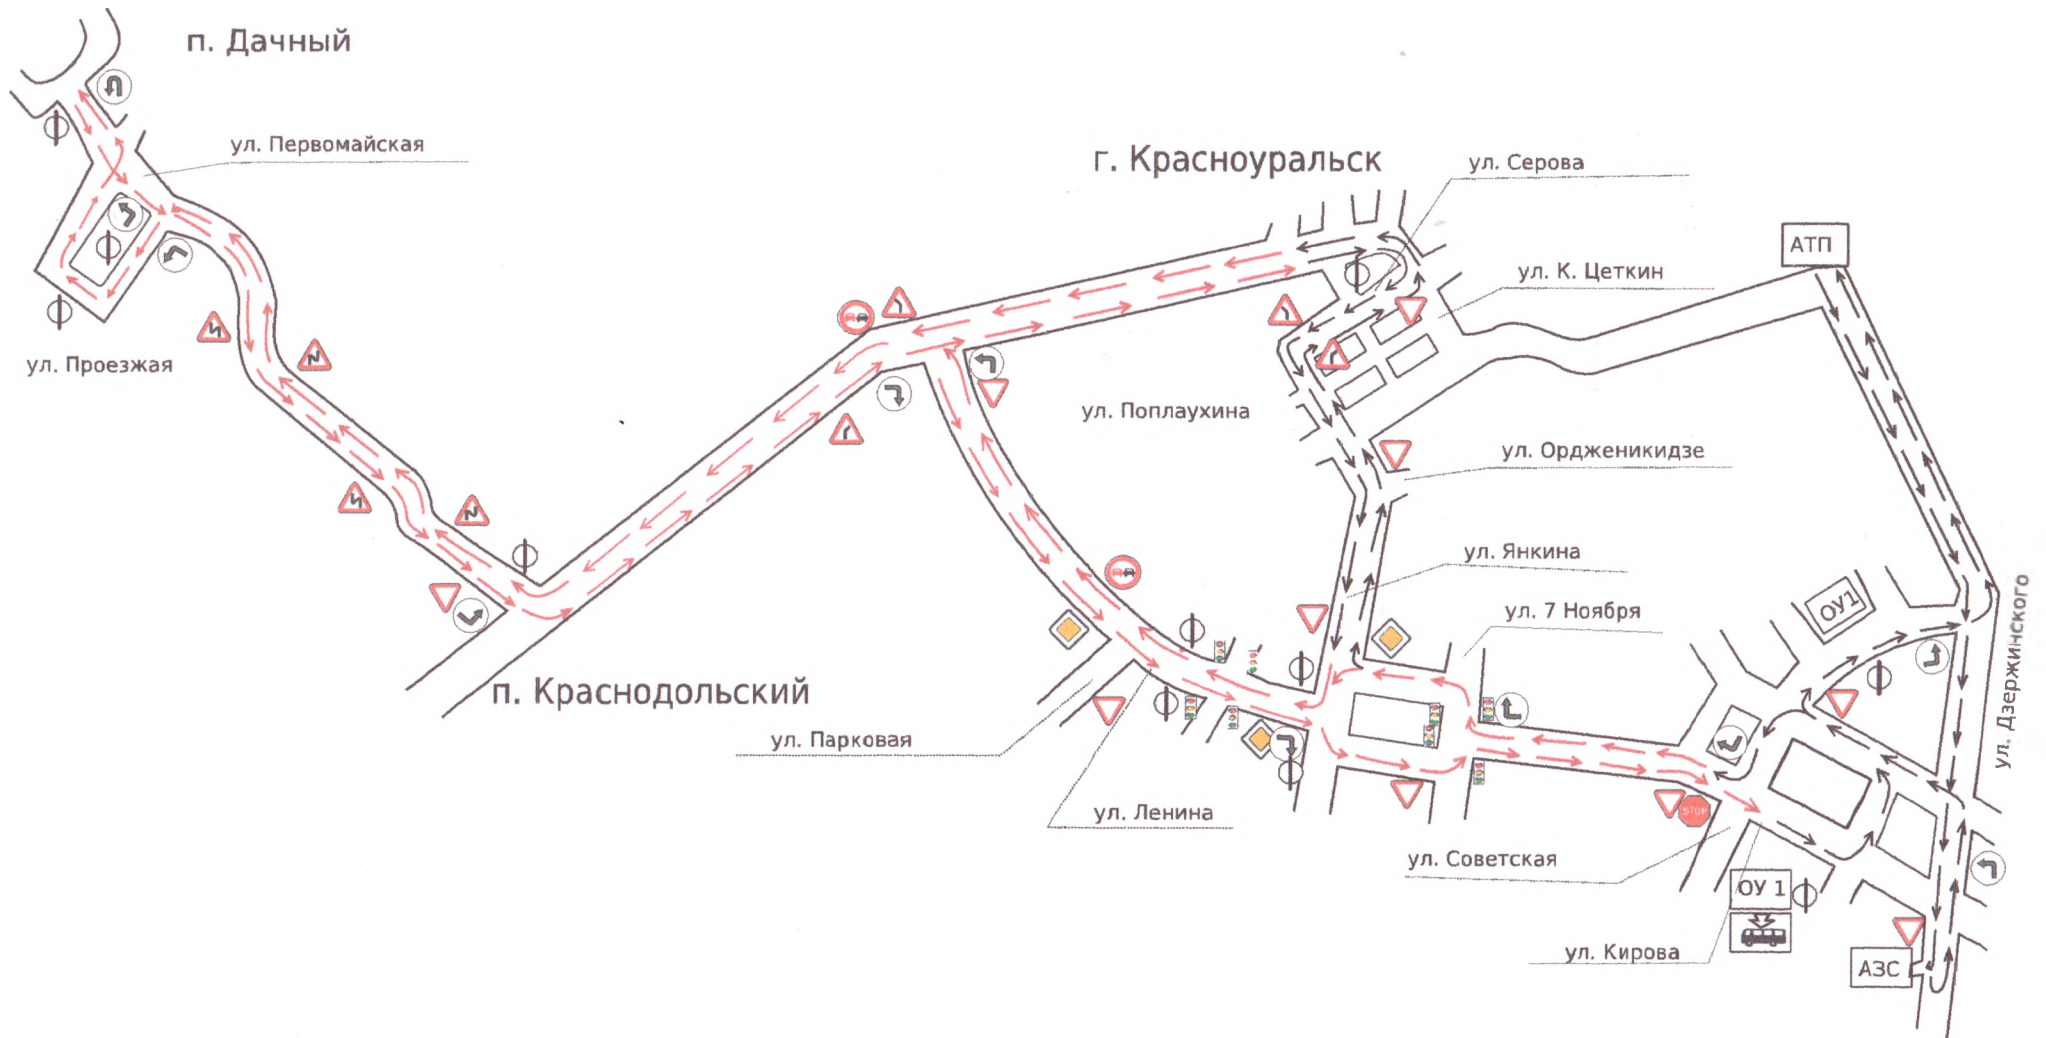 п. Дачный
ул. Первомайская
г. Красноуральск
ул. Серова
АТП
ул. К. Цеткин
ул. Проезжая
ул. Поплаухина
ул. Орджоникидзе
ул. Янкина
ОУ1
ул. 7 Ноября
ул. Дзержинского
п. Краснодольский
ул. Парковая
ул. Ленина
STOP
ул. Советская
ОУ 1
ул. Кирова
АЗС